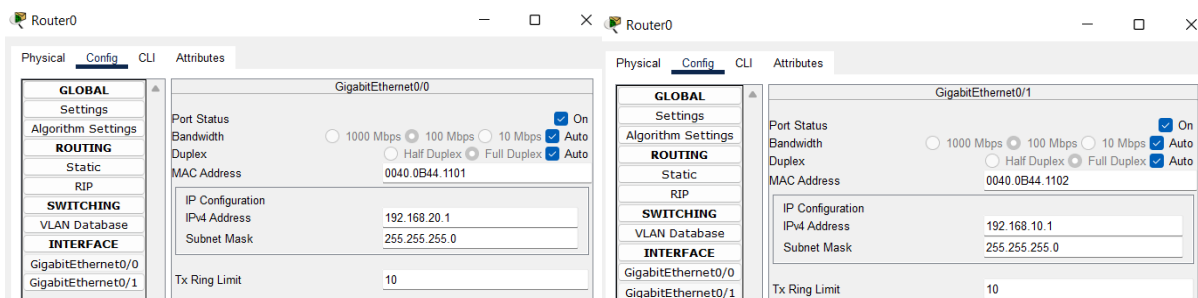 Router0
Physical Config CLI Attributes
GLOBAL
Settings
Algorithm Settings
ROUTING
Static
RIP
SWITCHING
VLAN Database
INTERFACE
GigabitEthernet0/0
GigabitEthernet0/1
GigabitEthernet0/0
Port Status On
Bandwidth 1000 Mbps 100 Mbps 10 Mbps Auto
Duplex Half Duplex Full Duplex Auto
MAC Address 0040.0B44.1101
IP Configuration
IPv4 Address 192.168.20.1
Subnet Mask 255.255.255.0
Tx Ring Limit 10
Router0
Physical Config CLI Attributes
GLOBAL
Settings
Algorithm Settings
ROUTING
Static
RIP
SWITCHING
VLAN Database
INTERFACE
GigabitEthernet0/0
GigabitEthernet0/1
GigabitEthernet0/1
Port Status On
Bandwidth 1000 Mbps 100 Mbps 10 Mbps Auto
Duplex Half Duplex Full Duplex Auto
MAC Address 0040.0B44.1102
IP Configuration
IPv4 Address 192.168.10.1
Subnet Mask 255.255.255.0
Tx Ring Limit 10